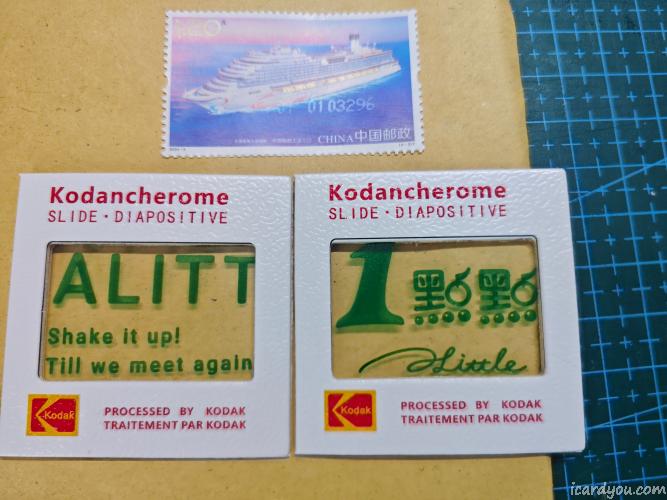 0103296
CHINA中国邮政
Kodancherome
SLIDE · DIAPOSITIVE
ALITT
Shake it up!
Till we meet again
Kodak
PROCESSED BY KODAK
TRAITEMENT PAR KODAK
Kodancherome
SLIDE · DIAPOSITIVE
1點點
aLittle
Kodak
PROCESSED BY KODAK
TRAITEMENT PAR KODAK
icardyou.com